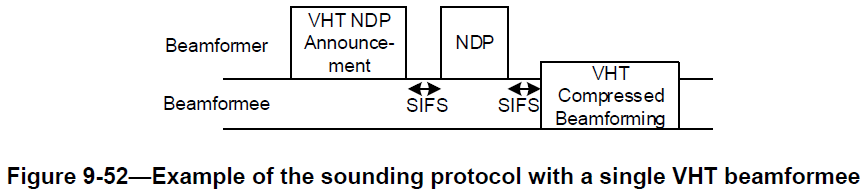 Beamformer
VHT NDP
Announce-
ment
NDP
Beamformee
SIFS
SIFS
VHT
Compressed
Beamforming
Figure 9-52—Example of the sounding protocol with a single VHT beamformee